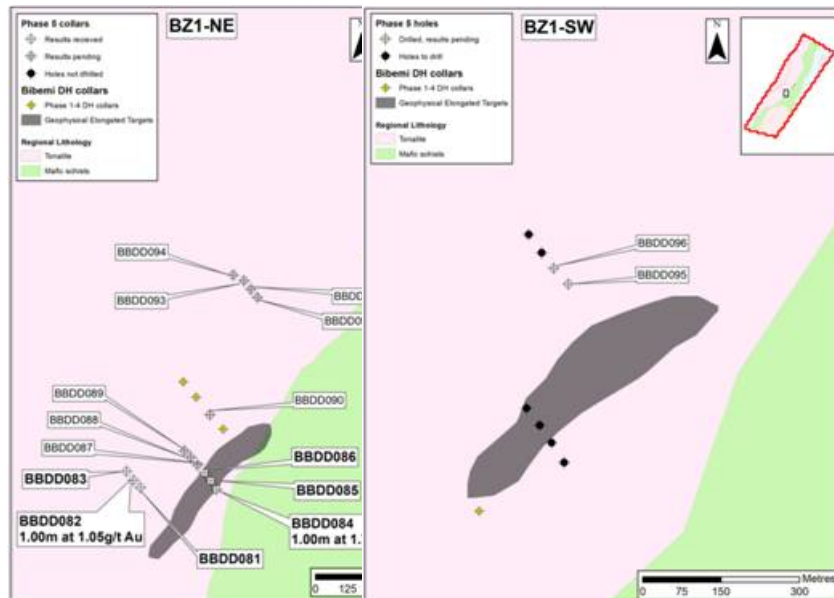 BZ1-NE
Phase 5 collars
Results recieved
Results pending
Holes not drilled
Bibemi DH collars
Phase 1-4 DH collars
Geophysical Elongated Targets
Regional Lithology
Tonalite
Mafic schists
N
BBDD094
BBDD093
BBDD089
BBDD088
BBDD087
BBDD083
BBDD082
1.00m at 1.05g/t Au
BBDD081
BBDD090
BBDD086
BBDD085
BBDD084
1.00m at
125
BZ1-SW
Phase 5 holes
Drilled, results pending
Holes to drill
Bibemi DH collars
Phase 1-4 DH collars
Geophysical Elongated Targets
Regional Lithology
Tonalite
Mafic schists
N
BBDD096
BBDD095
Metres
0 75 150 300